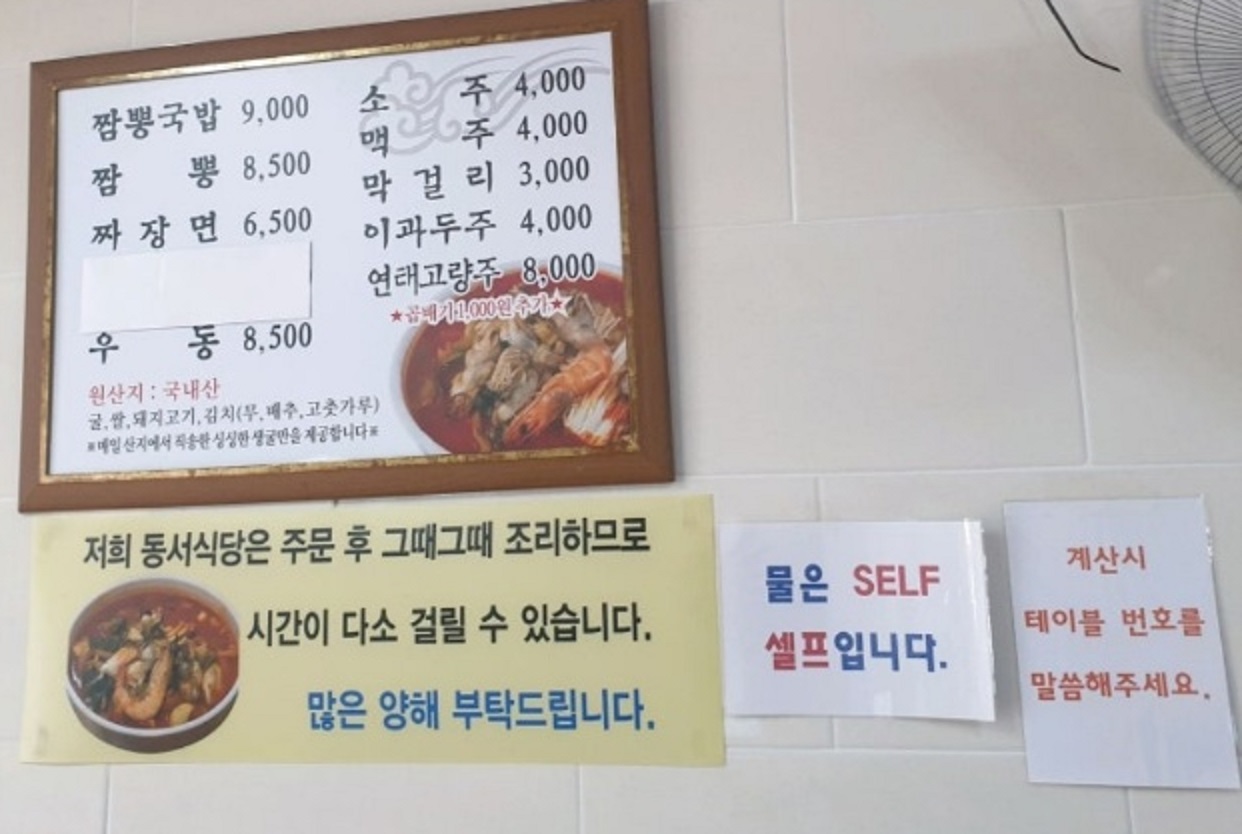 짬뽕국밥 9,000
짬뽕 8,500
짜장면 6,500
우동 8,500
소주 4,000
맥주 4,000
막걸리 3,000
이과두주 4,000
연태고량주 8,000
★곱배기1,000원추가★
원산지 : 국내산
굴,쌀,돼지고기,김치(무,배추,고춧가루)
※매일 산지에서 직송한 싱싱한 생굴만을 제공합니다※
저희 동서식당은 주문 후 그때그때 조리하므로
시간이 다소 걸릴 수 있습니다.
많은 양해 부탁드립니다.
물은 SELF
셀프입니다.
계산시
테이블 번호를
말씀해주세요.